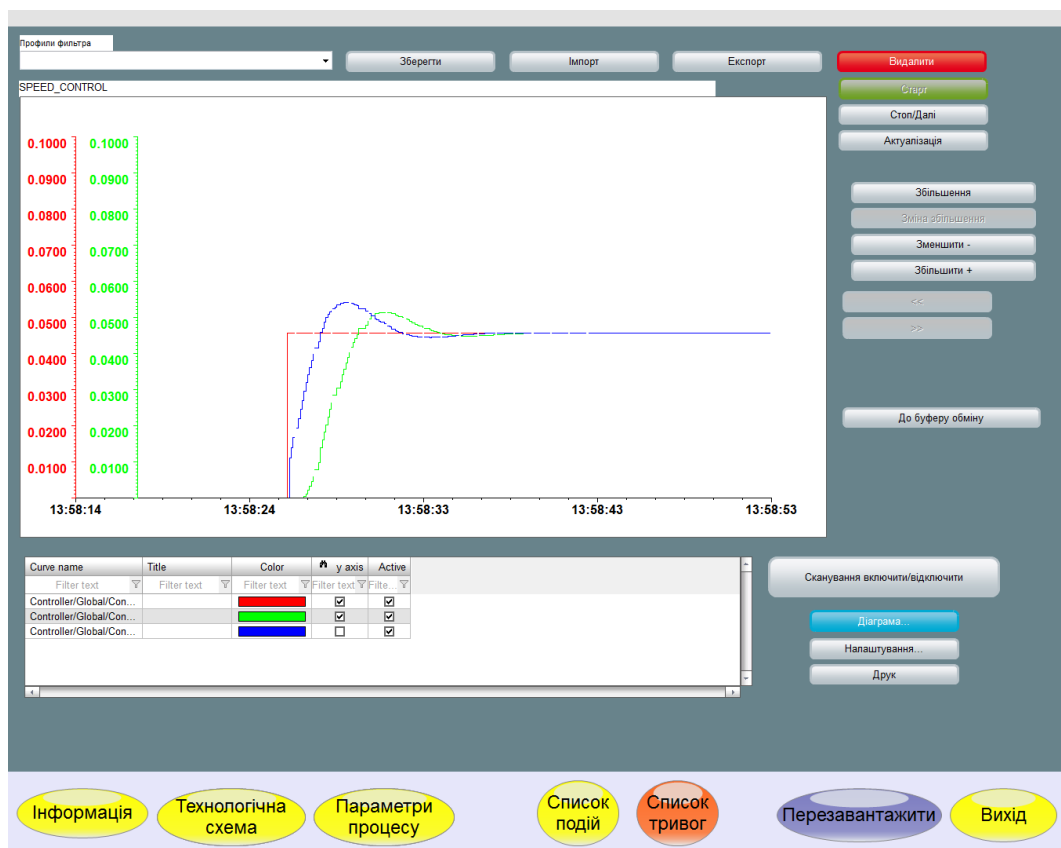 Профили фильтра
Зберегти
Імпорт
Експорт
Видалити
SPEED_CONTROL
Старт
Стоп/Далі
Актуалізація
0.1000 0.1000
0.0900 0.0900
0.0800 0.0800
0.0700 0.0700
0.0600 0.0600
0.0500 0.0500
0.0400 0.0400
0.0300 0.0300
0.0200 0.0200
0.0100 0.0100
13:58:14 13:58:24 13:58:33 13:58:43 13:58:53
Збільшення
Зміна збільшення
Зменшити -
Збільшити +
<<
>>
До буферу обміну
Curve name Title Color y axis Active
Filter text Filter text Filter text Filter text Filte...
Controller/Global/Con...
Controller/Global/Con...
Controller/Global/Con...
Сканування включити/відключити
Діаграма...
Налаштування...
Друк
Інформація
Технологічна
схема
Параметри
процесу
Список
подій
Список
тривог
Перезавантажити
Вихід